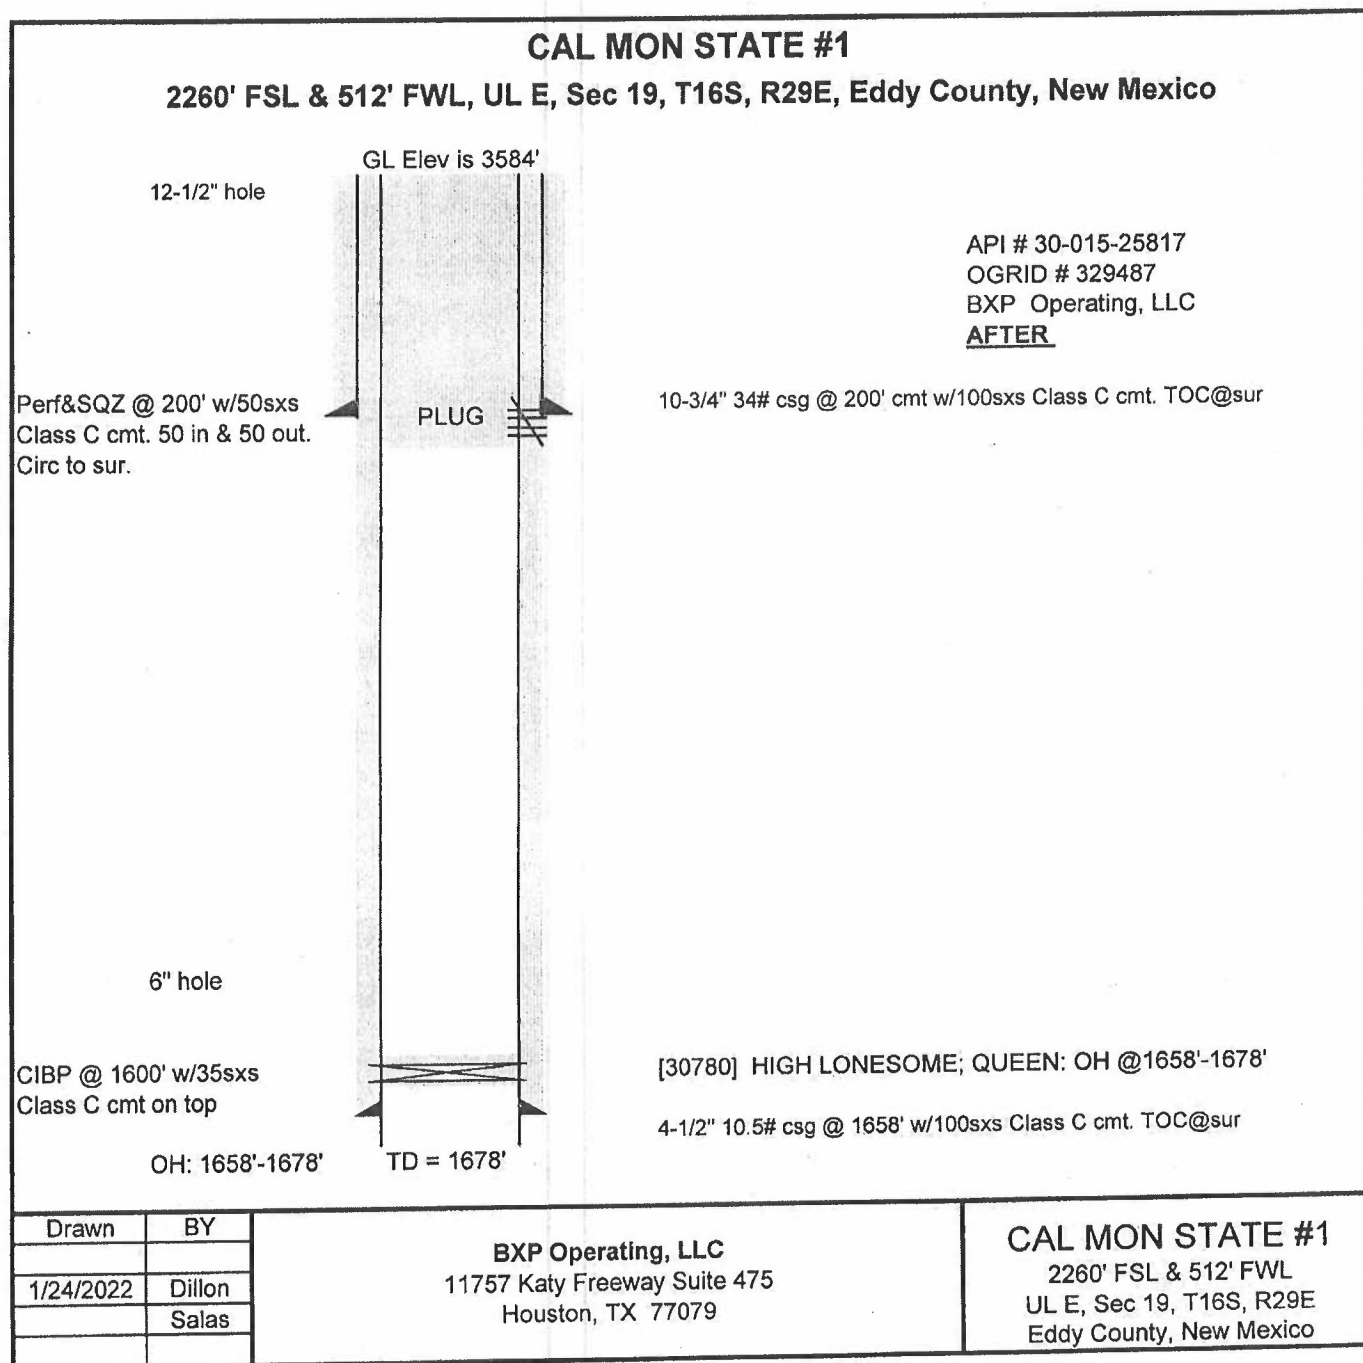 CAL MON STATE #1
2260' FSL & 512' FWL, UL E, Sec 19, T16S, R29E, Eddy County, New Mexico
GL Elev is 3584'
12-1/2" hole
API # 30-015-25817
OGRID # 329487
BXP Operating, LLC
AFTER
Perf&SQZ @ 200' w/50sxs
Class C cmt. 50 in & 50 out.
Circ to sur.
PLUG
10-3/4" 34# csg @ 200' cmt w/100sxs Class C cmt. TOC@sur
6" hole
CIBP @ 1600' w/35sxs
Class C cmt on top
[30780] HIGH LONESOME; QUEEN: OH @1658'-1678'
4-1/2" 10.5# csg @ 1658' w/100sxs Class C cmt. TOC@sur
OH: 1658'-1678'
TD = 1678'
Drawn BY
1/24/2022 Dillon
Salas
BXP Operating, LLC
11757 Katy Freeway Suite 475
Houston, TX 77079
CAL MON STATE #1
2260' FSL & 512' FWL
UL E, Sec 19, T16S, R29E
Eddy County, New Mexico